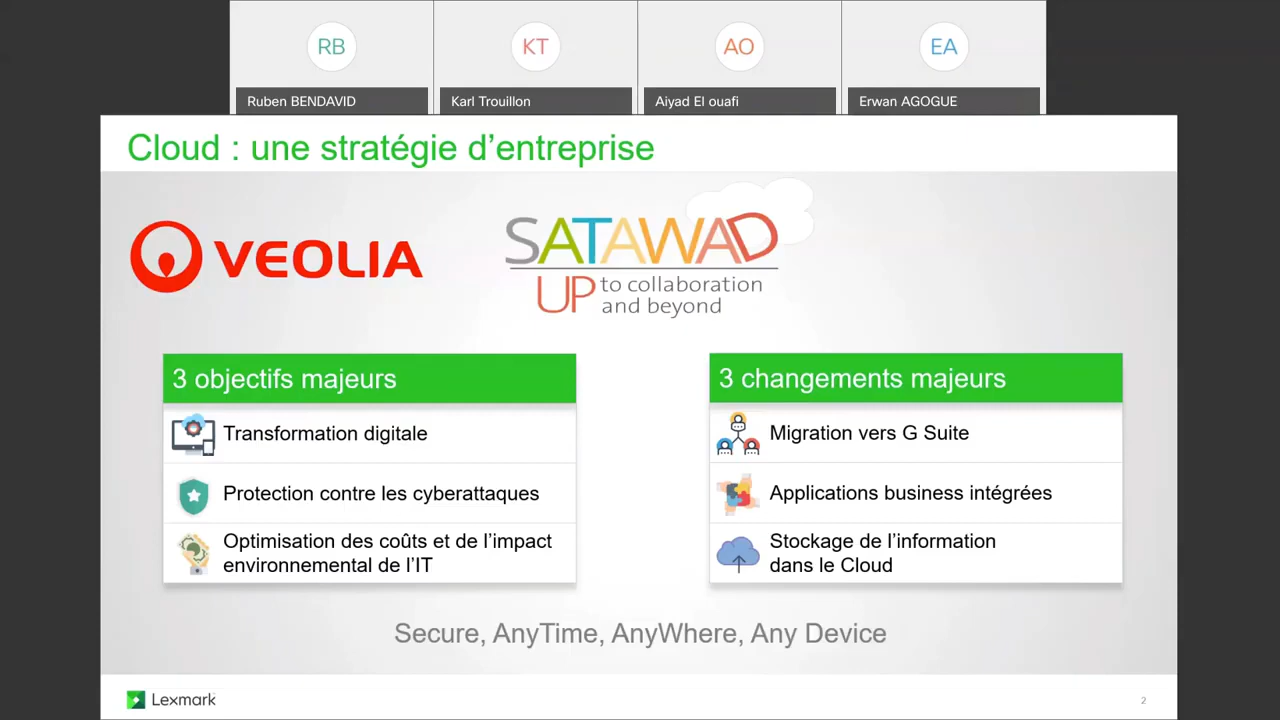 RB
KT
AO
EA
Ruben BENDAVID
Karl Trouillon
Aiyad El ouafi
Erwan AGOGUE
Cloud : une stratégie d’entreprise
VEOLIA
SATAWAD
UP to collaboration
and beyond
3 objectifs majeurs
Transformation digitale
Protection contre les cyberattaques
Optimisation des coûts et de l’impact
environnemental de l’IT
3 changements majeurs
Migration vers G Suite
Applications business intégrées
Stockage de l’information
dans le Cloud
Secure, AnyTime, AnyWhere, Any Device
Lexmark
2